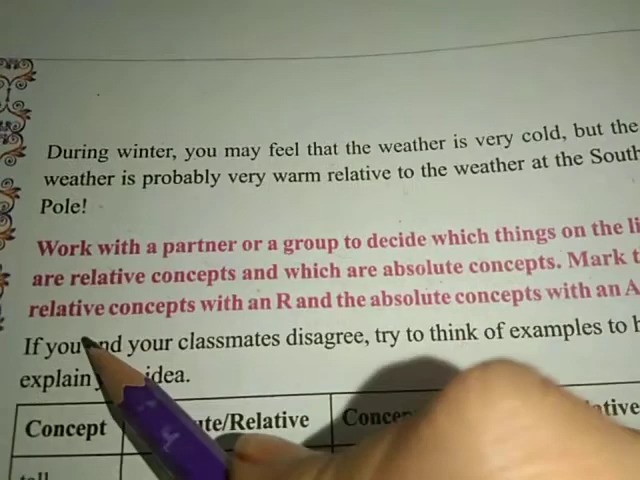 During winter, you may feel that the weather is very cold, but the
weather is probably very warm relative to the weather at the South
Pole!
Work with a partner or a group to decide which things on the
are relative concepts and which are absolute concepts. Mark
relative concepts with an R and the absolute concepts with an A
If you and your classmates disagree, try to think of examples to
explain idea.
Concept